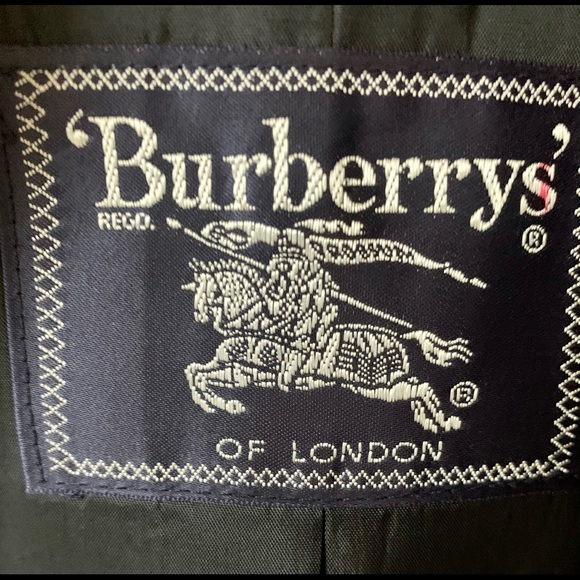 ‘Burberrys’
REGD. ®
®
OF LONDON